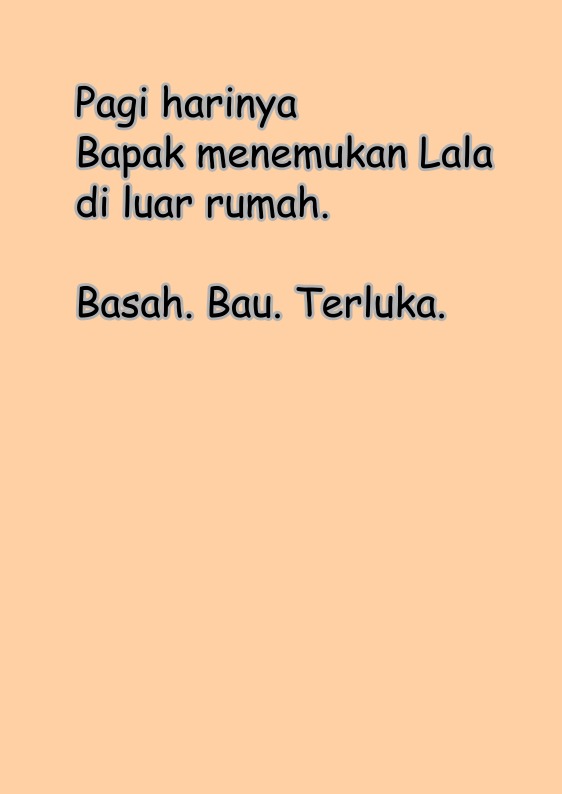 Pagi harinya
Bapak menemukan Lala
di luar rumah.
Basah. Bau. Terluka.